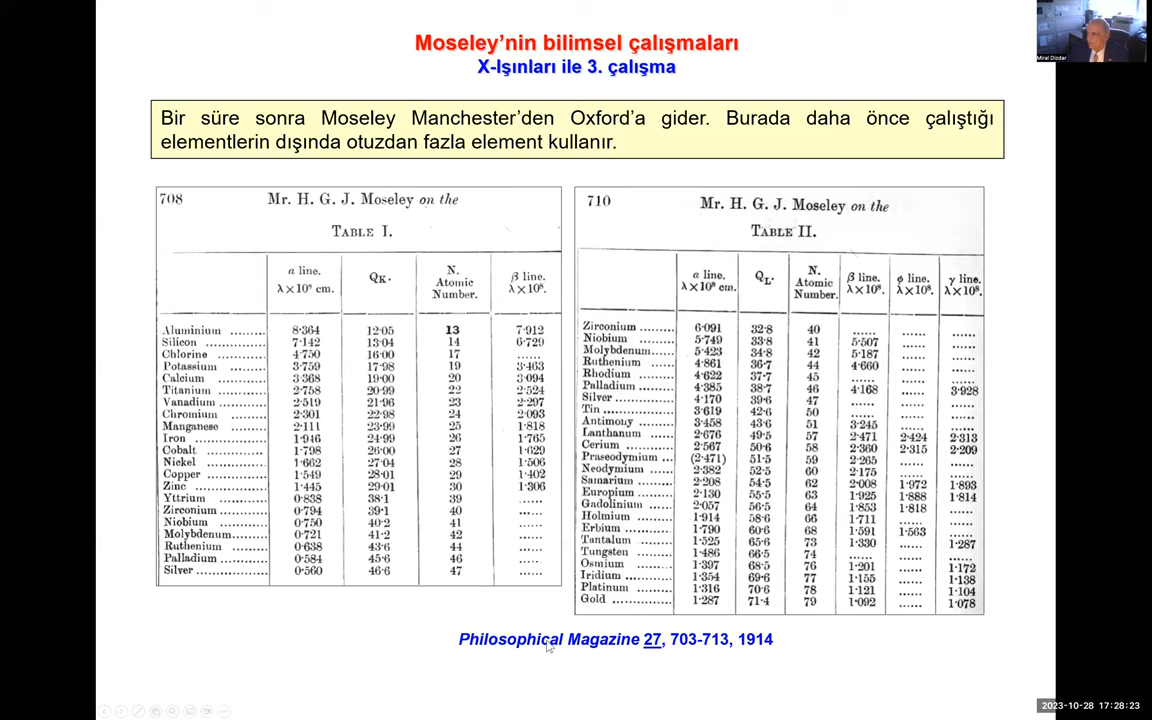 Moseley'nin bilimsel çalışmaları
X-Işınları ile 3. çalışma
Miral Dizdar
Bir süre sonra Moseley Manchester'den Oxford'a gider. Burada daha önce çalıştığı
elementlerin dışında otuzdan fazla element kullanır.
708 Mr. H. G. J. Moseley on the
TABLE I.
α line. λ×10⁸ cm. Q_K. N. Atomic Number. β line. λ×10⁸.
Aluminium ........ 8·364 12·05 13 7·912
Silicon ............ 7·142 13·04 14 6·729
Chlorine ............ 4·750 16·00 17 ......
Potassium ........ 3·759 17·98 19 3·463
Calcium ............ 3·368 19·00 20 3·094
Titanium ............ 2·758 20·99 22 2·524
Vanadium ............ 2·519 21·96 23 2·297
Chromium ............ 2·301 22·98 24 2·093
Manganese ........ 2·111 23·99 25 1·818
Iron ............ 1·946 24·99 26 1·765
Cobalt ............ 1·798 26·00 27 1·629
Nickel ............ 1·662 27·04 28 1·506
Copper ............ 1·549 28·01 29 1·402
Zinc ............ 1·445 29·01 30 1·306
Yttrium ............ 0·838 38·1 39 ......
Zirconium ............ 0·794 39·1 40 ......
Niobium ............ 0·750 40·2 41 ......
Molybdenum........ 0·721 41·2 42 ......
Ruthenium ........ 0·638 43·6 44 ......
Palladium ............ 0·584 45·6 46 ......
Silver ............ 0·560 46·6 47 ......
710 Mr. H. G. J. Moseley on the
TABLE II.
α line. λ×10⁸ cm. Q_L. N. Atomic Number. β line. λ×10⁸. φ line. λ×10⁸. γ line. λ×10⁸.
Zirconium ......... 6·091 32·8 40 ...... ...... ......
Niobium ............ 5·749 33·8 41 5·507 ...... ......
Molybdenum...... 5·423 34·8 42 5·187 ...... ......
Ruthenium ...... 4·861 36·7 44 4·660 ...... ......
Rhodium ............ 4·622 37·7 45 ...... ...... ......
Palladium ......... 4·385 38·7 46 4·168 ...... 3·928
Silver ............ 4·170 39·6 47 ...... ...... ......
Tin ............ 3·619 42·6 50 ...... ...... ......
Antimony ......... 3·458 43·6 51 3·245 ...... ......
Lanthanum ...... 2·676 49·5 57 2·471 2·424 2·313
Cerium ............ 2·567 50·6 58 2·360 2·315 2·209
Praseodymium ... (2·471) 51·5 59 2·265 ...... ......
Neodymium ...... 2·382 52·5 60 2·175 ...... ......
Samarium ......... 2·208 54·5 62 2·008 1·972 1·893
Europium ......... 2·130 55·5 63 1·925 1·888 1·814
Gadolinium ...... 2·057 56·5 64 1·853 1·818 ......
Holmium ......... 1·914 58·6 66 1·711 ...... ......
Erbium ............ 1·790 60·6 68 1·591 1·563 ......
Tantalum ......... 1·525 65·6 73 1·330 ...... 1·287
Tungsten ......... 1·486 66·5 74 ...... ...... ......
Osmium ............ 1·397 68·5 76 1·201 ...... 1·172
Iridium ............ 1·354 69·6 77 1·155 ...... 1·138
Platinum ......... 1·316 70·6 78 1·121 ...... 1·104
Gold ............ 1·287 71·4 79 1·092 ...... 1·078
Philosophical Magazine 27, 703-713, 1914
2023-10-28 17:28:23